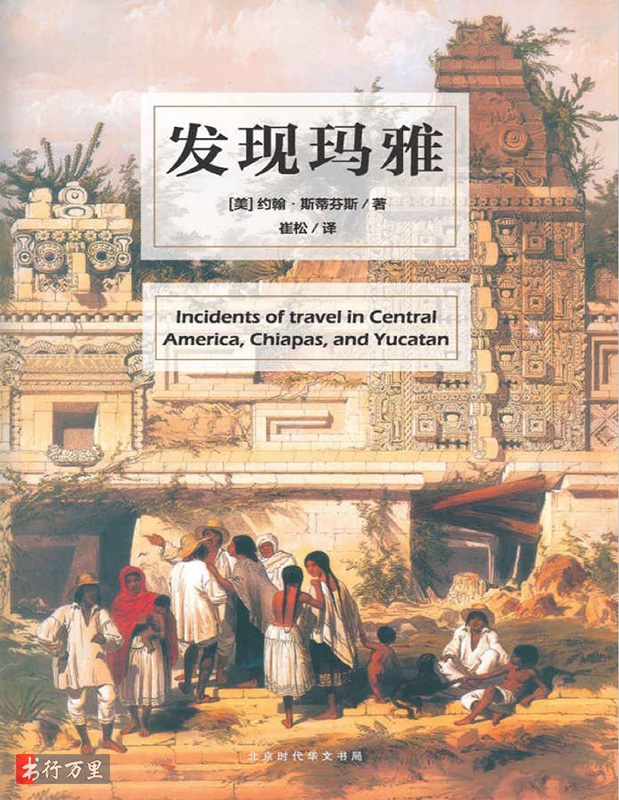 发现玛雅
[美] 约翰·斯蒂芬斯 / 著
崔松 / 译
Incidents of travel in Central
America, Chiapas, and Yucatan
北京时代华文书局
书行万里